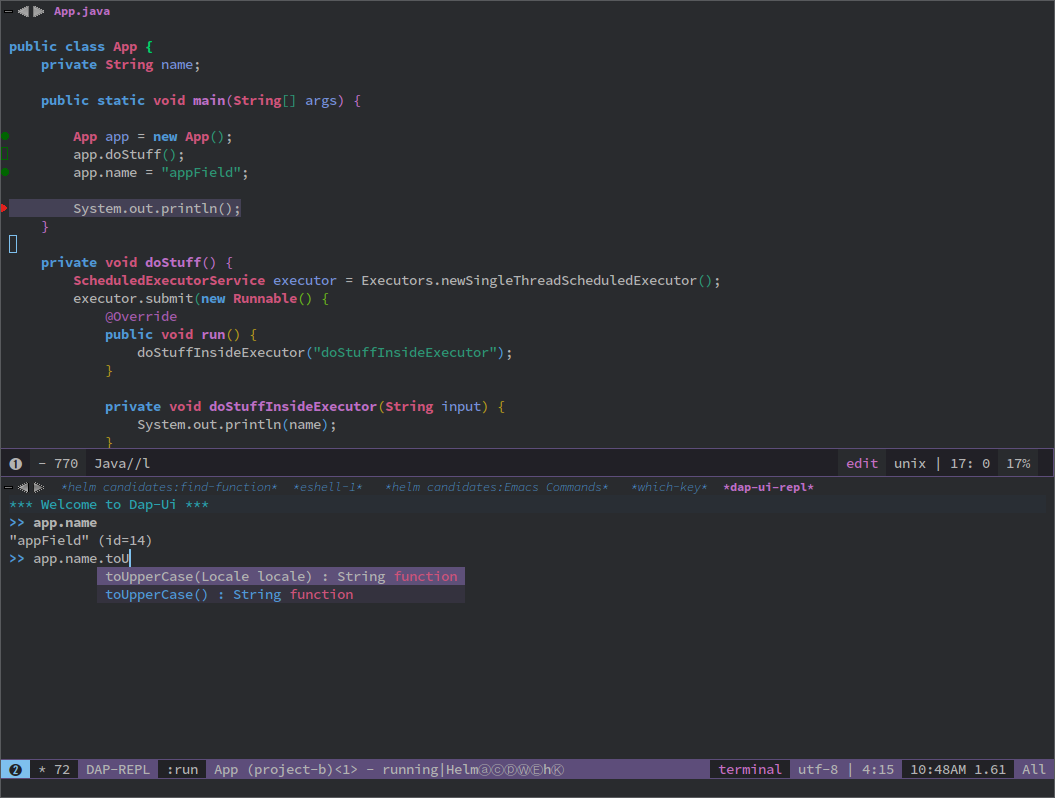 App.java
public class App {
    private String name;
    public static void main(String[] args) {
        App app = new App();
        app.doStuff();
        app.name = "appField";
        System.out.println();
    }
    private void doStuff() {
        ScheduledExecutorService executor = Executors.newSingleThreadScheduledExecutor();
        executor.submit(new Runnable() {
            @Override
            public void run() {
                doStuffInsideExecutor("doStuffInsideExecutor");
            }
            private void doStuffInsideExecutor(String input) {
                System.out.println(name);
            }
❶ - 770 Java//l edit unix | 17: 0 17%
*helm candidates:find-function* *eshell-1* *helm candidates:Emacs Commands* *which-key* *dap-ui-repl*
*** Welcome to Dap-Ui ***
>> app.name
"appField" (id=14)
>> app.name.toU
toUpperCase(Locale locale) : String function
toUpperCase() : String function
❷ * 72 DAP-REPL :run App (project-b)<1> - running|HelmⓐⓒⒹⓌⒺhⓀ terminal utf-8 | 4:15 10:48AM 1.61 All